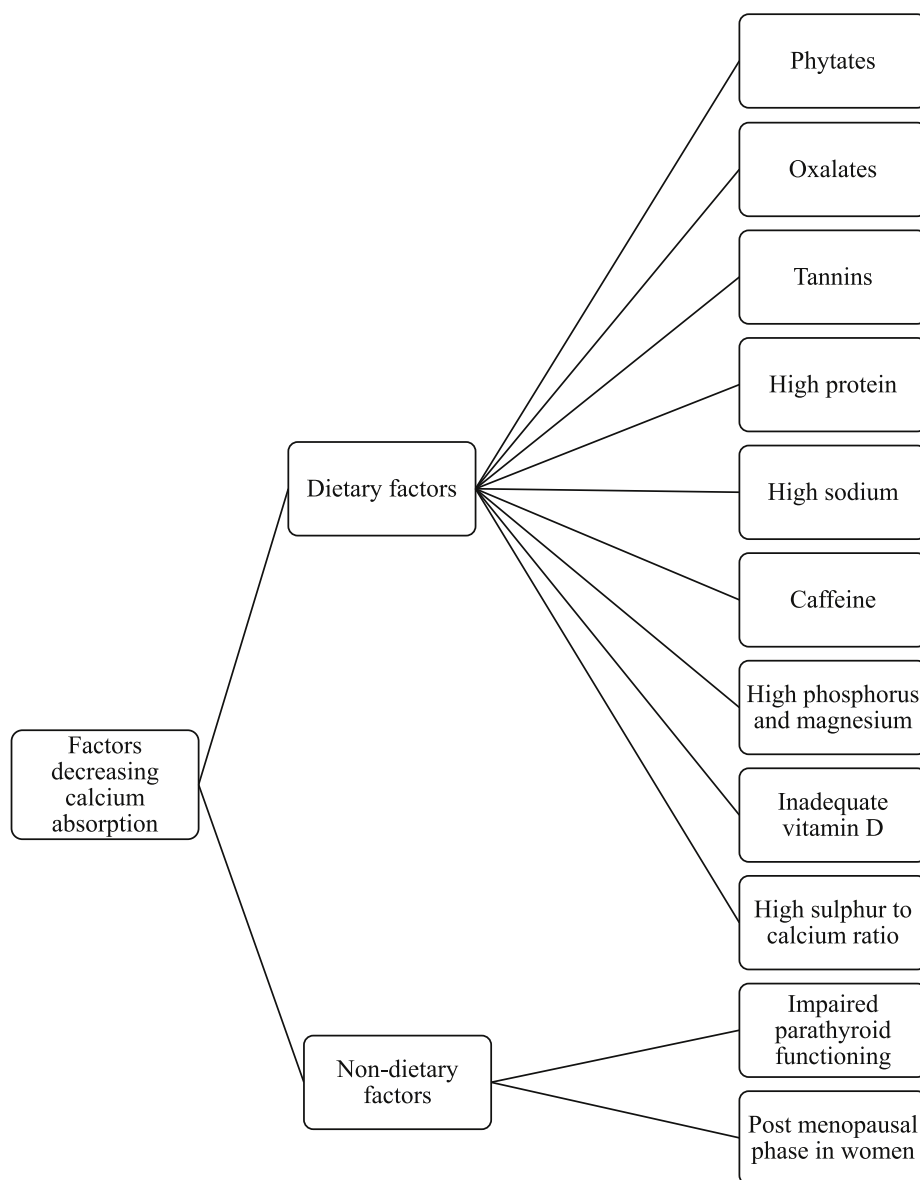 Phytates
Oxalates
Tannins
High protein
Dietary factors
High sodium
Caffeine
High phosphorus
and magnesium
Factors
decreasing
calcium
absorption
Inadequate
vitamin D
High sulphur to
calcium ratio
Impaired
parathyroid
functioning
Non-dietary
factors
Post menopausal
phase in women